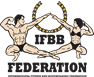 IFBB
FEDERATION
INTERNATIONAL FITNESS AND BODYBUILDING FEDERATION